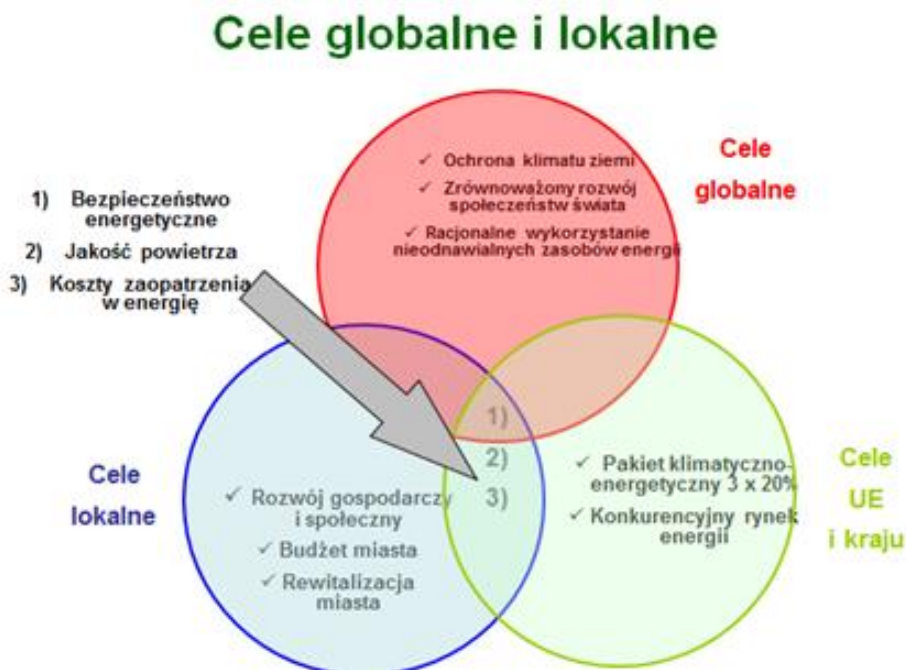 Cele globalne i lokalne
✓ Ochrona klimatu ziemi
✓ Zrównoważony rozwój
społeczeństw świata
✓ Racjonalne wykorzystanie
nieodnawialnych zasobów energii
Cele
globalne
1) Bezpieczeństwo
energetyczne
2) Jakość powietrza
3) Koszty zaopatrzenia
w energię
1)
2)
3)
Cele
lokalne
✓ Rozwój gospodarczy
i społeczny
✓ Budżet miasta
✓ Rewitalizacja
miasta
✓ Pakiet klimatyczno-
energetyczny 3 x 20%
✓ Konkurencyjny rynek
energii
Cele
UE
i kraju